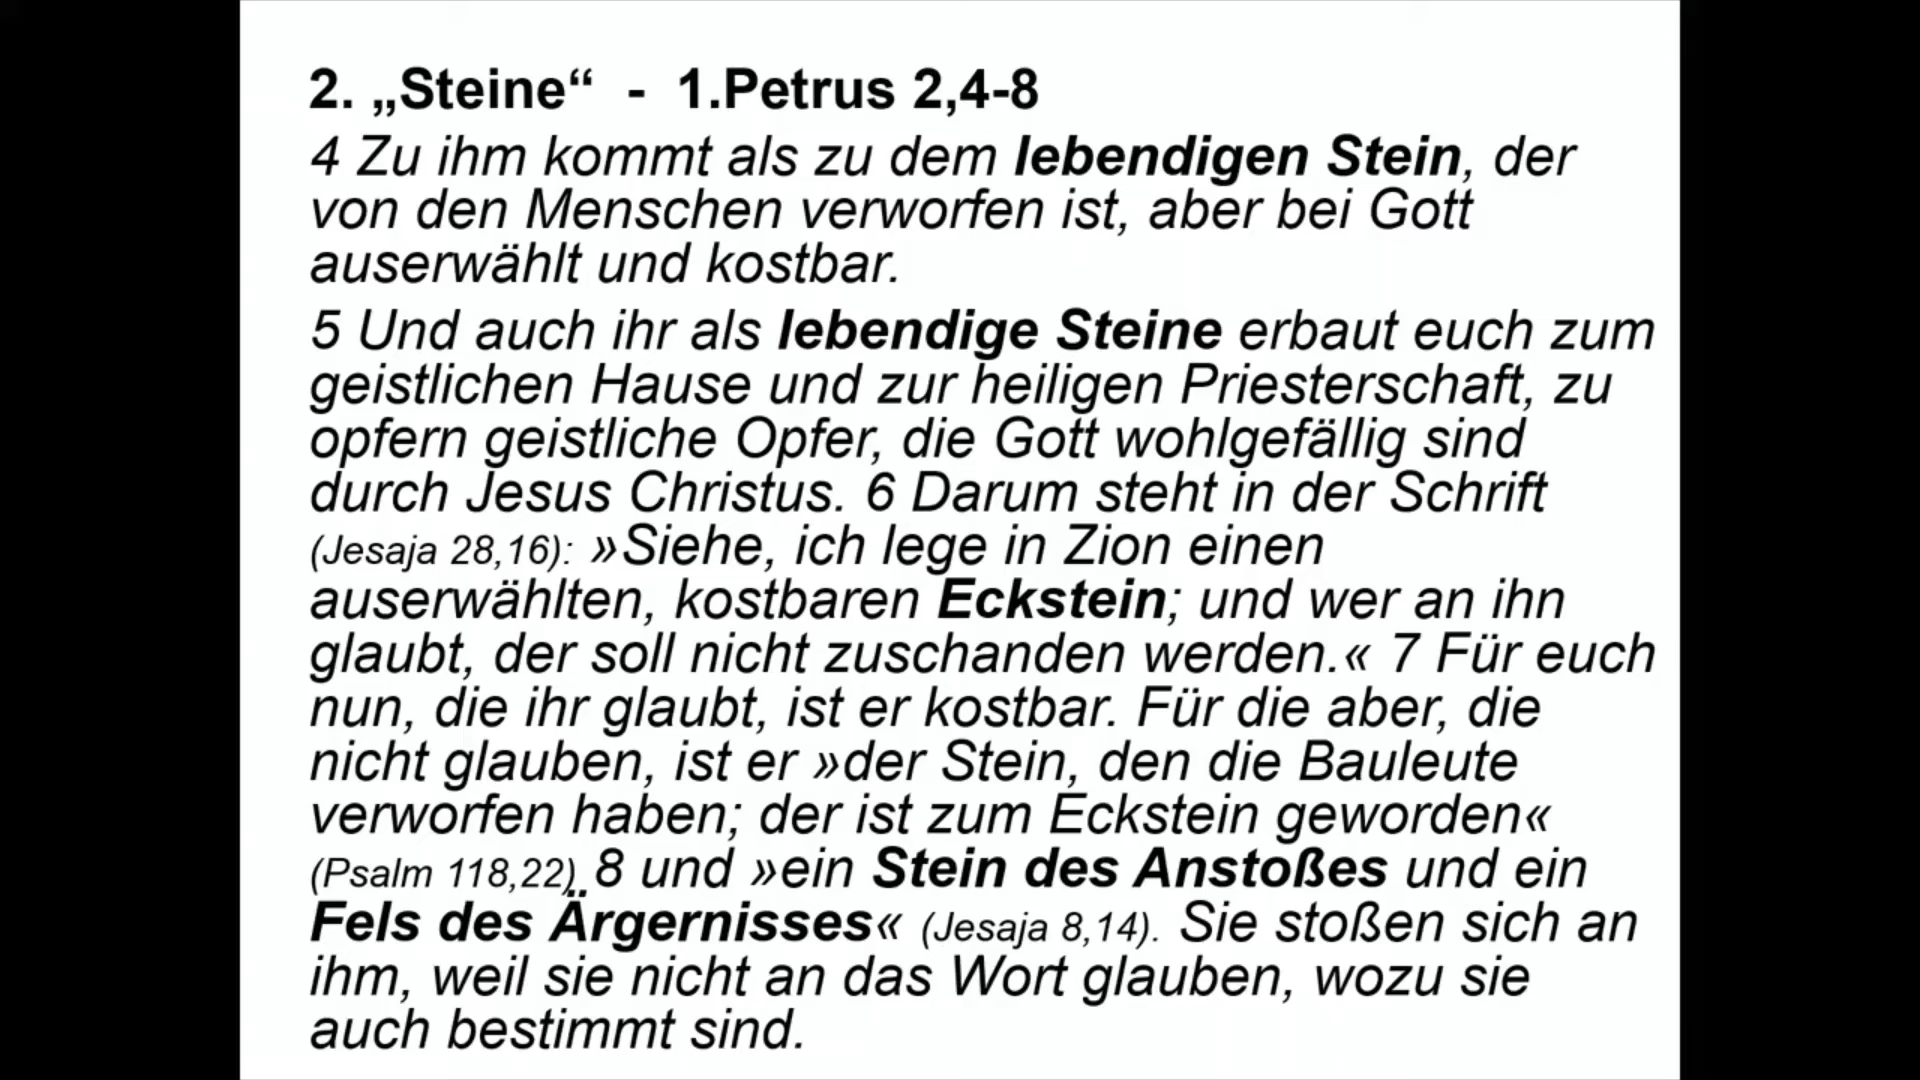 2. „Steine“ - 1.Petrus 2,4-8
4 Zu ihm kommt als zu dem lebendigen Stein, der
von den Menschen verworfen ist, aber bei Gott
auserwählt und kostbar.
5 Und auch ihr als lebendige Steine erbaut euch zum
geistlichen Hause und zur heiligen Priesterschaft, zu
opfern geistliche Opfer, die Gott wohlgefällig sind
durch Jesus Christus. 6 Darum steht in der Schrift
(Jesaja 28,16): »Siehe, ich lege in Zion einen
auserwählten, kostbaren Eckstein; und wer an ihn
glaubt, der soll nicht zuschanden werden.« 7 Für euch
nun, die ihr glaubt, ist er kostbar. Für die aber, die
nicht glauben, ist er »der Stein, den die Bauleute
verworfen haben; der ist zum Eckstein geworden«
(Psalm 118,22) 8 und »ein Stein des Anstoßes und ein
Fels des Ärgernisses« (Jesaja 8,14). Sie stoßen sich an
ihm, weil sie nicht an das Wort glauben, wozu sie
auch bestimmt sind.